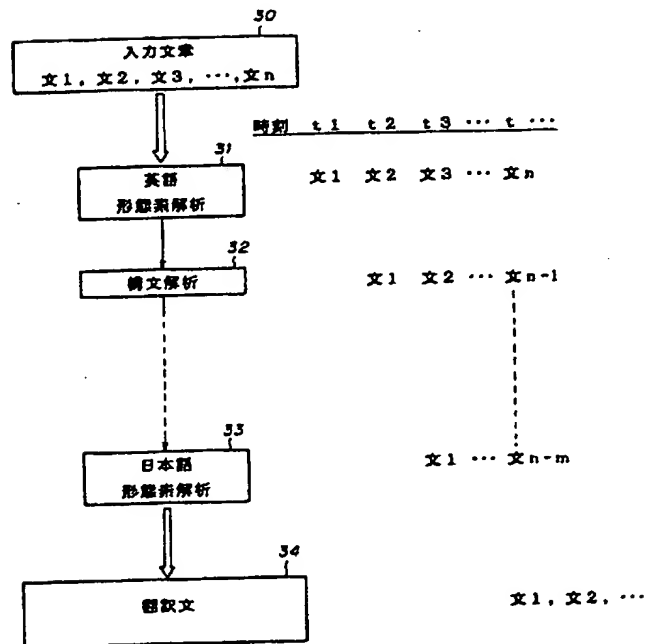 30
入力文章
文1, 文2, 文3, …,文n
時刻 t1 t2 t3 … t …
31
英語
形態素解析
文1 文2 文3 … 文n
32
構文解析
文1 文2 … 文n-1
33
日本語
形態術解析
文1 … 文n-m
34
翻訳文
文1, 文2, …